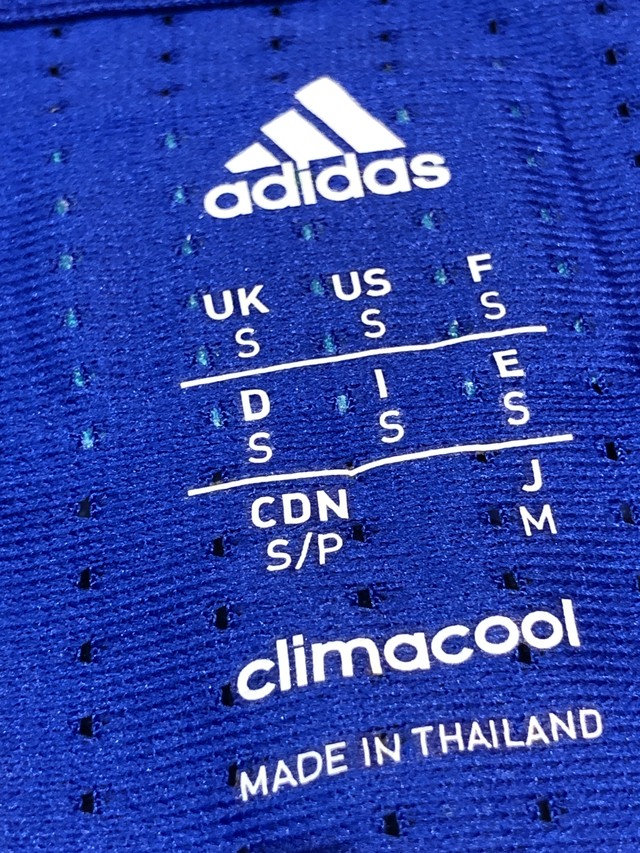 adidas
UK US F
S S S
D I E
S S S
CDN J
S/P M
climacool
MADE IN THAILAND